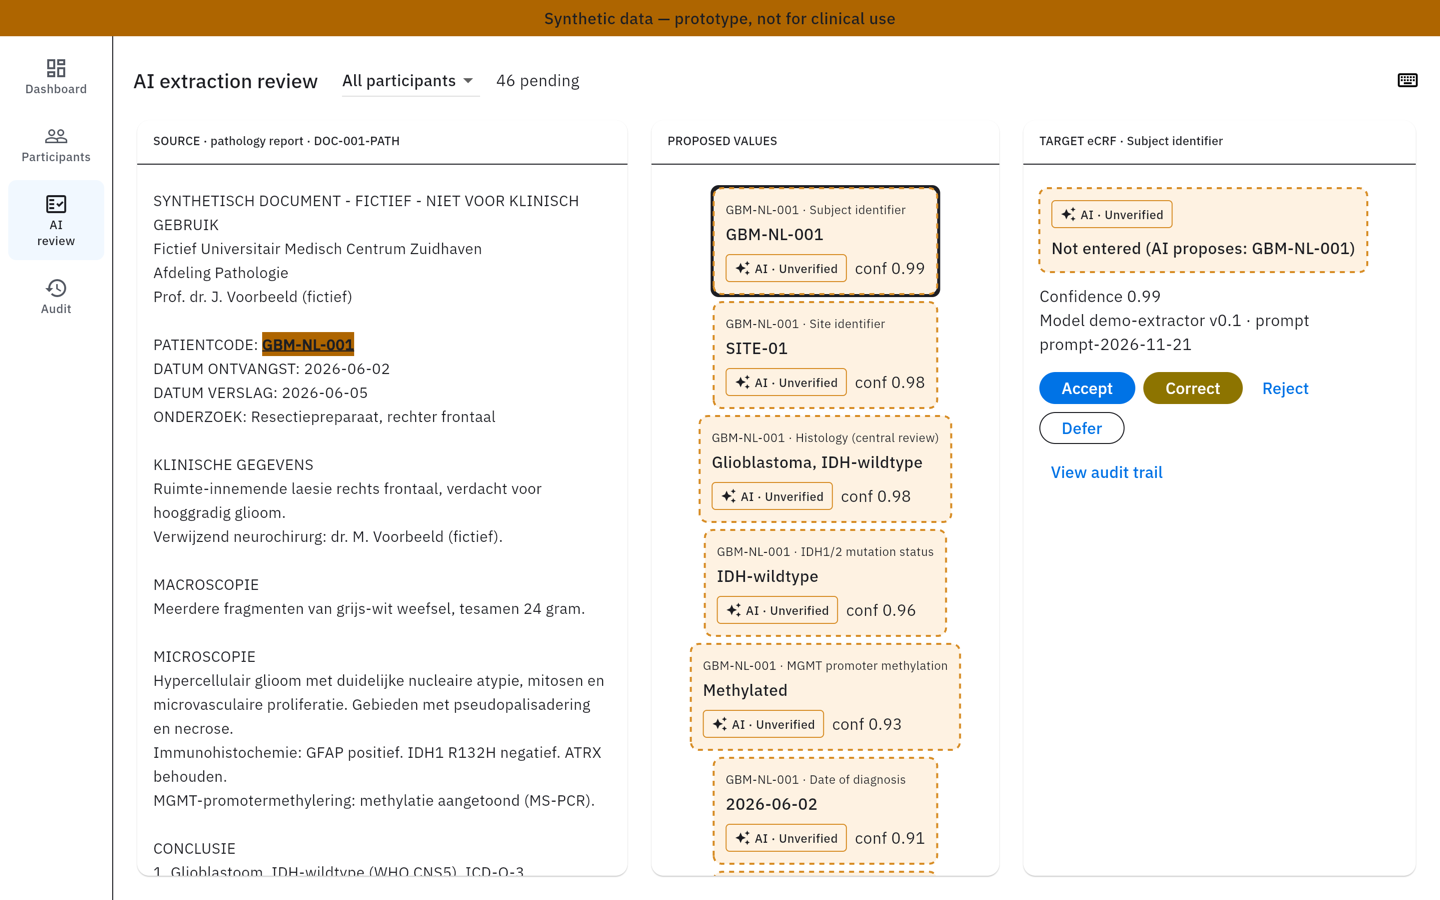 Synthetic data — prototype, not for clinical use
Dashboard
Participants
AI
review
Audit
AI extraction review
All participants
46 pending
SOURCE · pathology report · DOC-001-PATH
SYNTHETISCH DOCUMENT - FICTIEF - NIET VOOR KLINISCH
GEBRUIK
Fictief Universitair Medisch Centrum Zuidhaven
Afdeling Pathologie
Prof. dr. J. Voorbeeld (fictief)
PATIENTCODE: GBM-NL-001
DATUM ONTVANGST: 2026-06-02
DATUM VERSLAG: 2026-06-05
ONDERZOEK: Resectiepreparaat, rechter frontaal
KLINISCHE GEGEVENS
Ruimte-innemende laesie rechts frontaal, verdacht voor
hooggradig glioom.
Verwijzend neurochirurg: dr. M. Voorbeeld (fictief).
MACROSCOPIE
Meerdere fragmenten van grijs-wit weefsel, tesamen 24 gram.
MICROSCOPIE
Hypercellulair glioom met duidelijke nucleaire atypie, mitosen en
microvasculaire proliferatie. Gebieden met pseudopalisadering
en necrose.
Immunohistochemie: GFAP positief. IDH1 R132H negatief. ATRX
behouden.
MGMT-promotermethylering: methylatie aangetoond (MS-PCR).
CONCLUSIE
1. Glioblastoom, IDH-wildtype (WHO CNS5). ICD-O-3
PROPOSED VALUES
GBM-NL-001 · Subject identifier
GBM-NL-001
AI · Unverified conf 0.99
GBM-NL-001 · Site identifier
SITE-01
AI · Unverified conf 0.98
GBM-NL-001 · Histology (central review)
Glioblastoma, IDH-wildtype
AI · Unverified conf 0.98
GBM-NL-001 · IDH1/2 mutation status
IDH-wildtype
AI · Unverified conf 0.96
GBM-NL-001 · MGMT promoter methylation
Methylated
AI · Unverified conf 0.93
GBM-NL-001 · Date of diagnosis
2026-06-02
AI · Unverified conf 0.91
TARGET eCRF · Subject identifier
AI · Unverified
Not entered (AI proposes: GBM-NL-001)
Confidence 0.99
Model demo-extractor v0.1 · prompt
prompt-2026-11-21
Accept Correct Reject
Defer
View audit trail